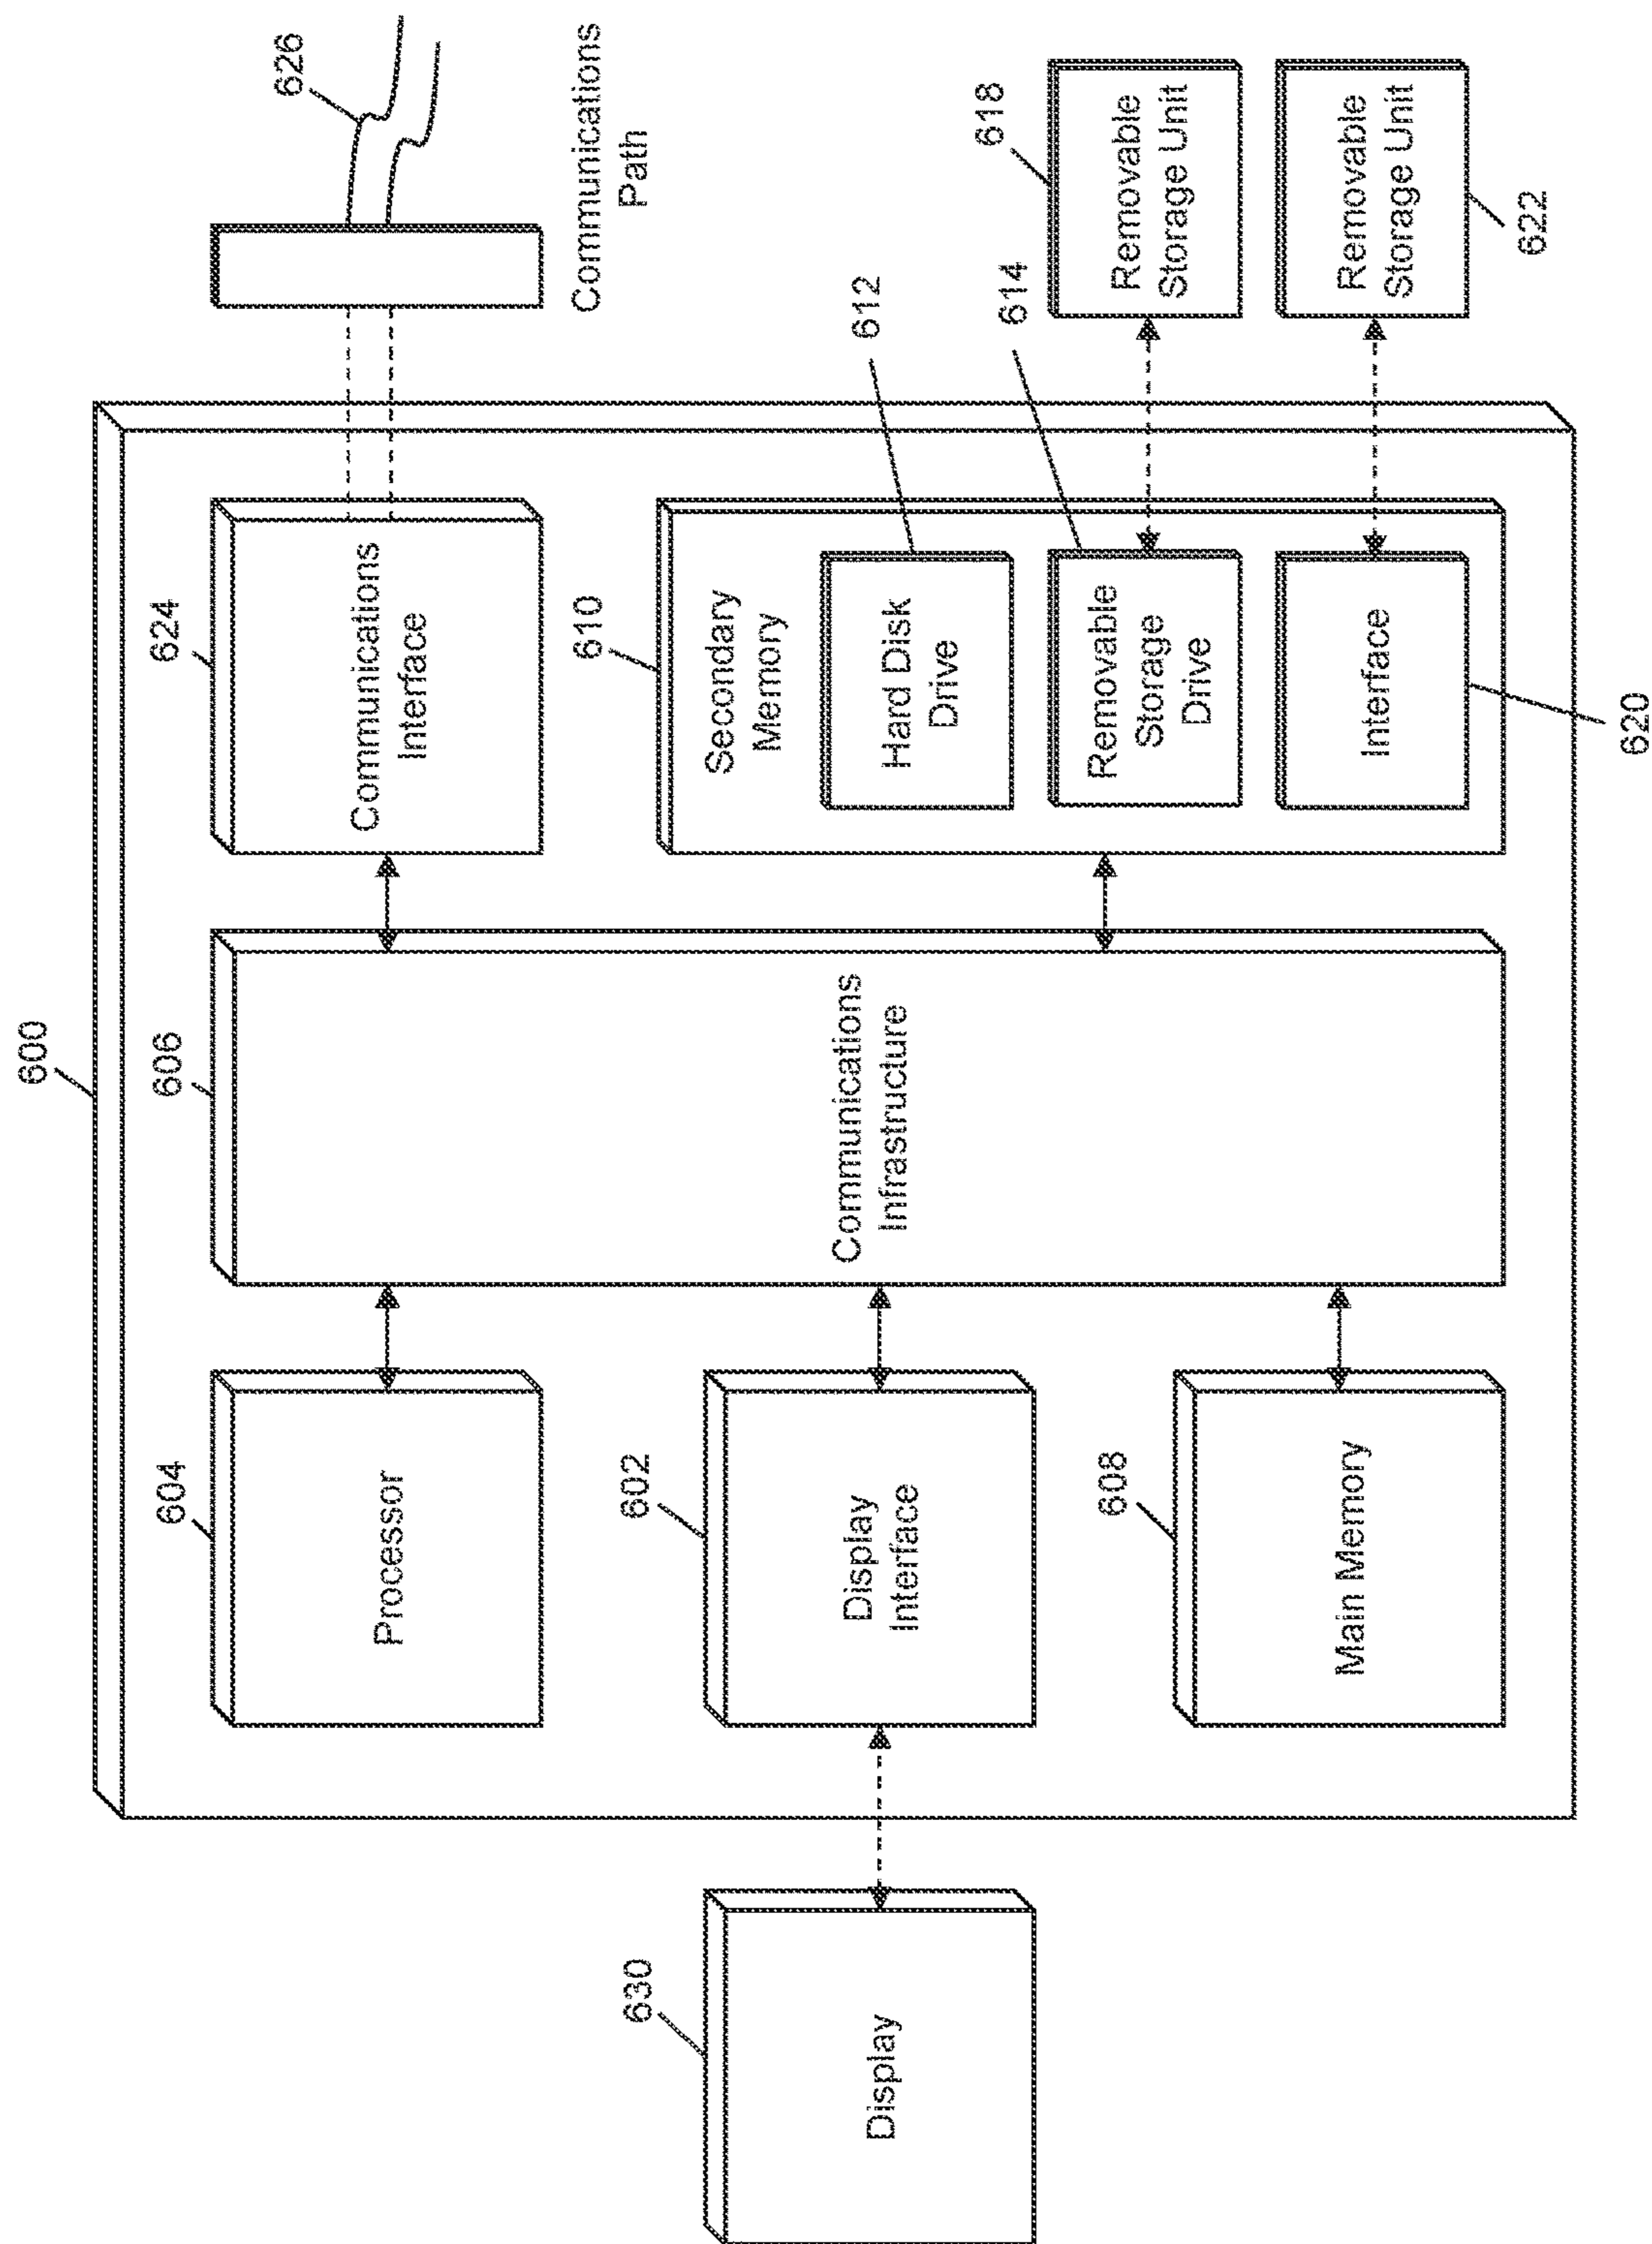 600
606
604
Processor
602
Display
Interface
608
Main Memory
630
Display
Communications
Infrastructure
624
Communications
Interface
610
Secondary
Memory
Hard Disk
Drive
612
Removable
Storage
Drive
614
Interface
620
626
Communications
Path
618
Removable
Storage Unit
Removable
Storage Unit
622